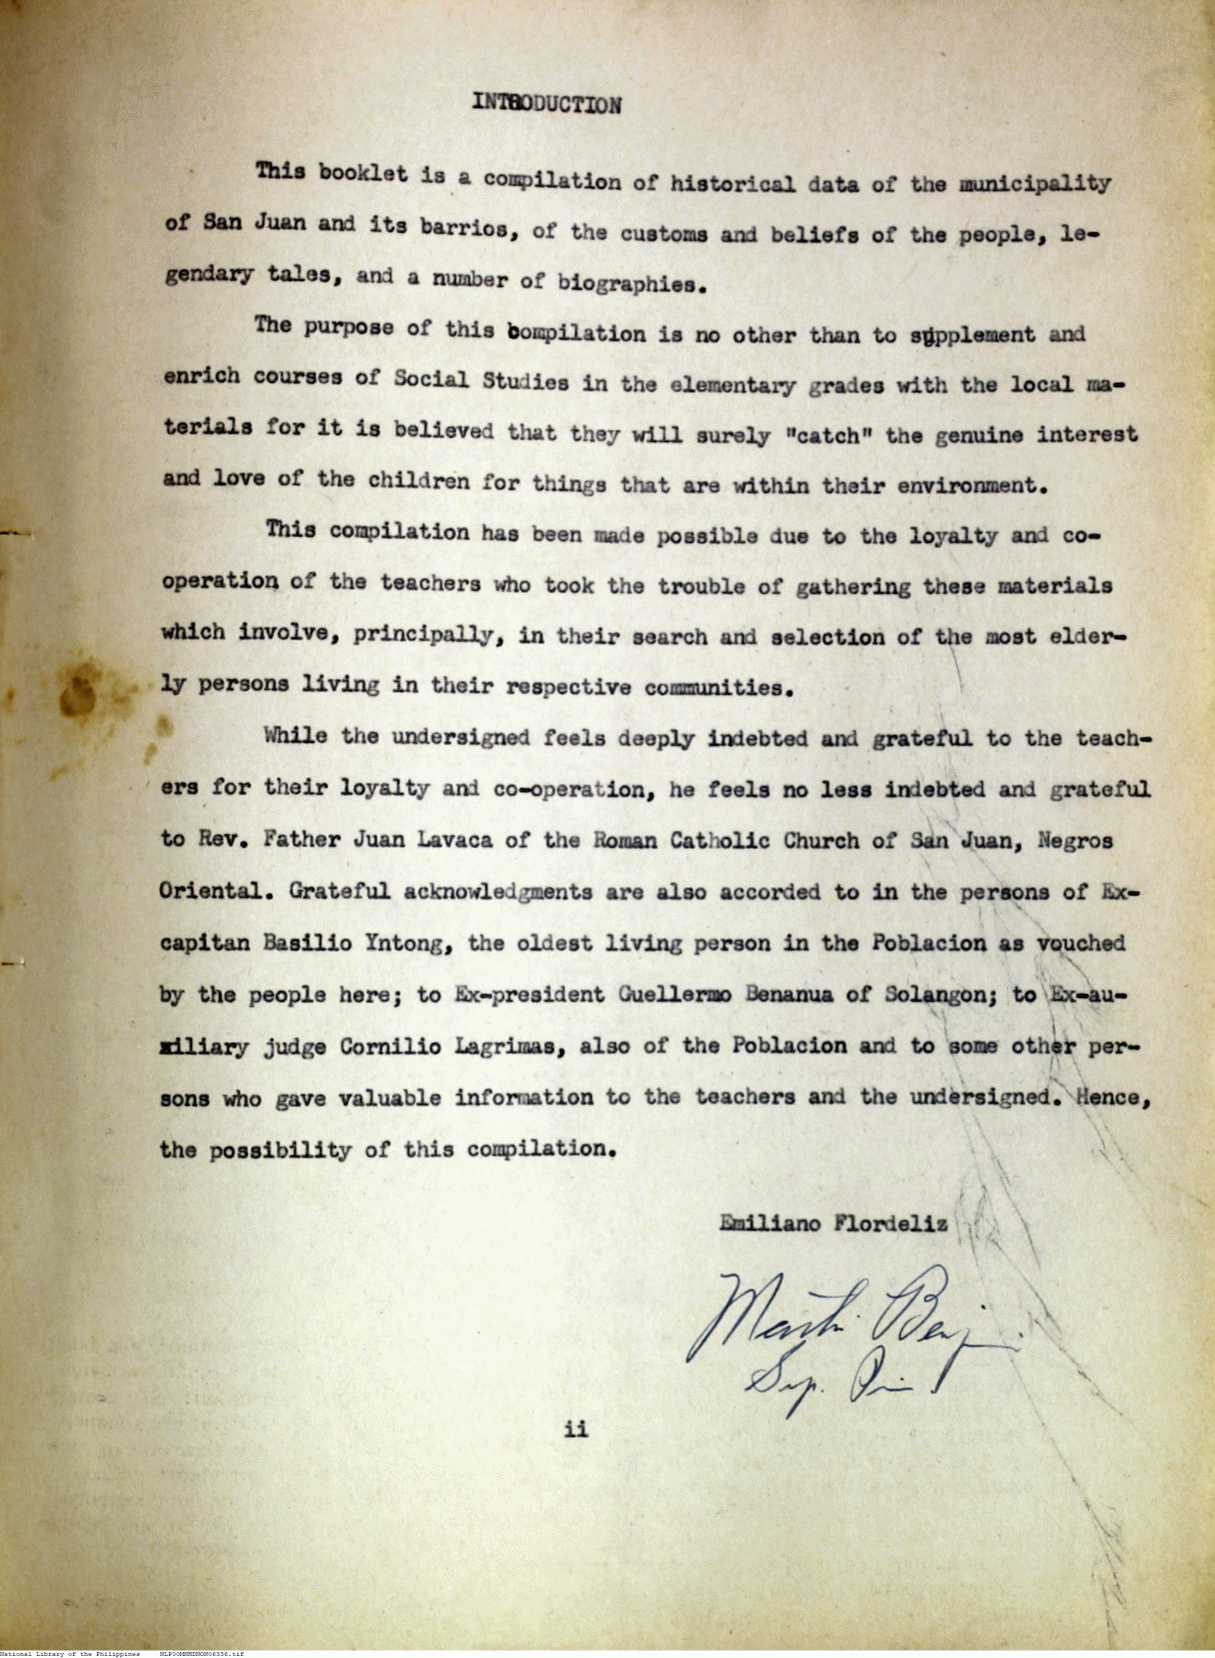 INTRODUCTION
This booklet is a compilation of historical data of the municipality
of San Juan and its barrios, of the customs and beliefs of the people, le-
gendary tales, and a number of biographies.
The purpose of this compilation is no other than to supplement and
enrich courses of Social Studies in the elementary grades with the local ma-
terials for it is believed that they will surely "catch" the genuine interest
and love of the children for things that are within their environment.
This compilation has been made possible due to the loyalty and co-
operation of the teachers who took the trouble of gathering these materials
which involve, principally, in their search and selection of the most elder-
ly persons living in their respective communities.
While the undersigned feels deeply indebted and grateful to the teach-
ers for their loyalty and co-operation, he feels no less indebted and grateful
to Rev. Father Juan Lavaca of the Roman Catholic Church of San Juan, Negros
Oriental. Grateful acknowledgments are also accorded to in the persons of Ex-
capitan Basilio Yntong, the oldest living person in the Poblacion as vouched
by the people here; to Ex-president Guellermo Benanua of Solangon; to Ex-au-
xiliary judge Cornilio Lagrimas, also of the Poblacion and to some other per-
sons who gave valuable information to the teachers and the undersigned. Hence,
the possibility of this compilation.
Emiliano Flordeliz
ii
National Library of the Philippines